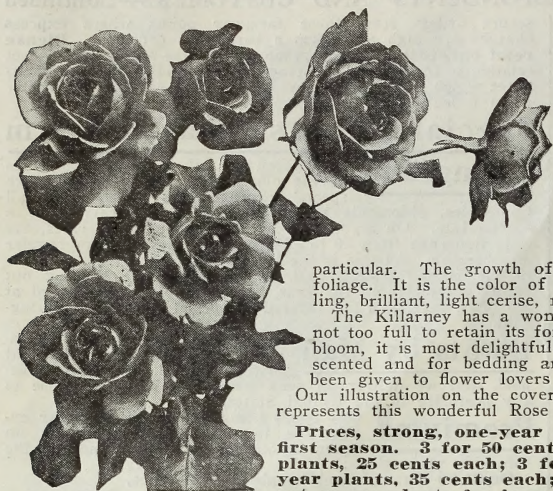 particular. The growth of
foliage. It is the color of
ling, brilliant, light cerise,
The Killarney has a won
not too full to retain its fo
bloom, it is most delightful
scented and for bedding a
been given to flower lovers
Our illustration on the cover
represents this wonderful Rose
Prices, strong, one-year
first season. 3 for 50 cent
plants, 25 cents each; 3 f
year plants, 35 cents each;